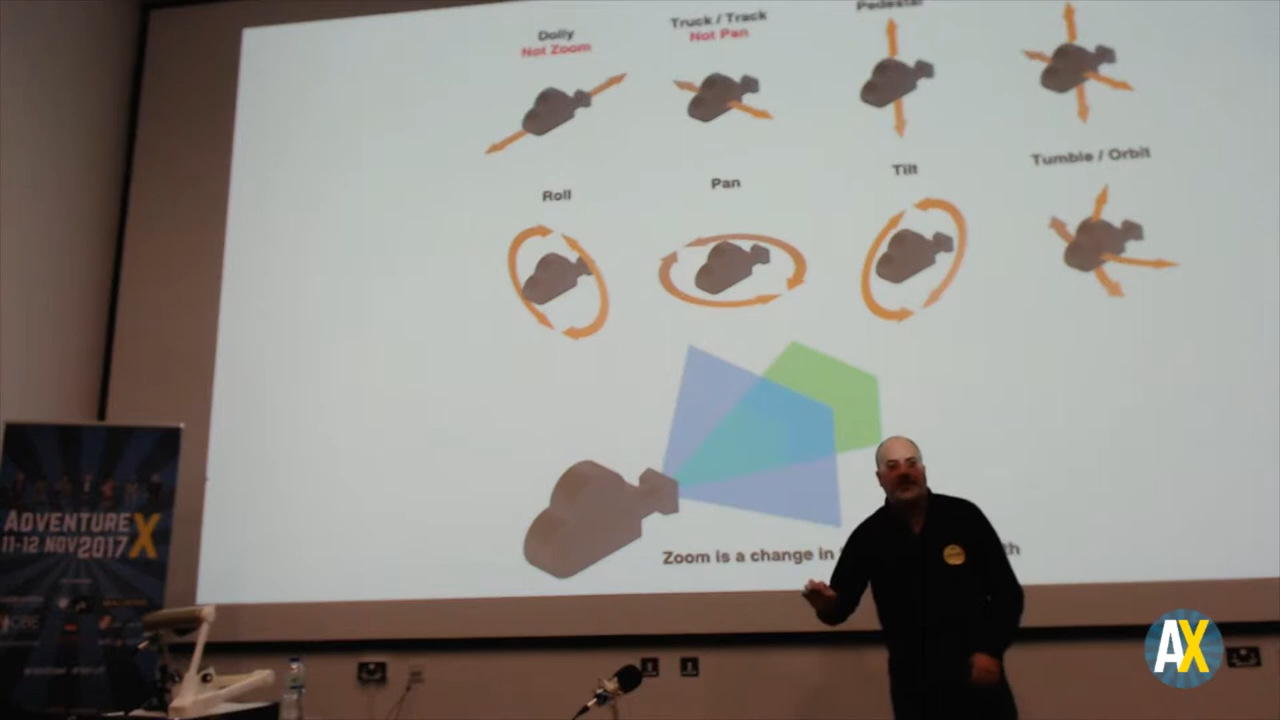 Dolly
Not Zoom
Truck / Track
Not Pan
Pedestal
Roll
Pan
Tilt
Tumble / Orbit
Zoom is a change in
th
ADVENTURE X
11-12 NOV 2017
AX